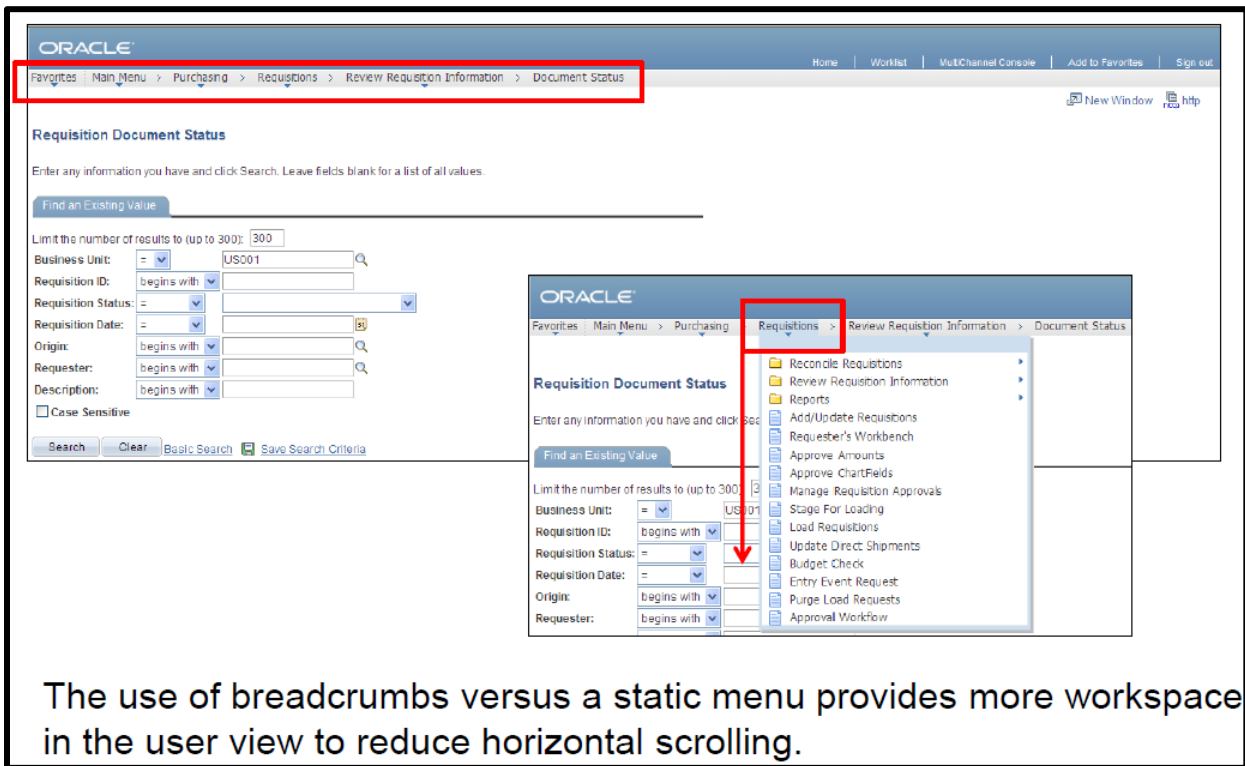 ORACLE
Home | Worklist | MultiChannel Console | Add to Favorites | Sign out
Favorites Main Menu > Purchasing > Requisitions > Review Requisition Information > Document Status
New Window http
Requisition Document Status
Enter any information you have and click Search. Leave fields blank for a list of all values.
Find an Existing Value
Limit the number of results to (up to 300): 300
Business Unit: = US001
Requisition ID: begins with
Requisition Status: =
Requisition Date: =
Origin: begins with
Requester: begins with
Description: begins with
Case Sensitive
Search Clear Basic Search Save Search Criteria
ORACLE
Favorites Main Menu > Purchasing Requisitions > Review Requisition Information > Document Status
Requisition Document Status
Enter any information you have and click Sea
Find an Existing Value
Limit the number of results to (up to 300) 3
Business Unit: = US001
Requisition ID: begins with
Requisition Status: =
Requisition Date: =
Origin: begins with
Requester: begins with
Reconcile Requisitions
Review Requisition Information
Reports
Add/Update Requisitions
Requester's Workbench
Approve Amounts
Approve ChartFields
Manage Requisition Approvals
Stage For Loading
Load Requisitions
Update Direct Shipments
Budget Check
Entry Event Request
Purge Load Requests
Approval Workflow
The use of breadcrumbs versus a static menu provides more workspace
in the user view to reduce horizontal scrolling.